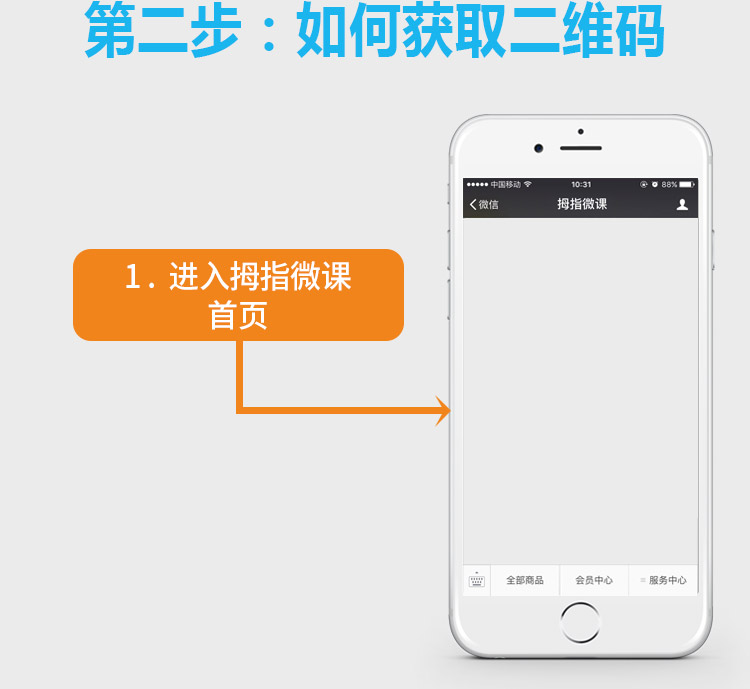 第二步：如何获取二维码
中国移动 10:31 88%
微信 拇指微课
1. 进入拇指微课
首页
全部商品 会员中心 ≡ 服务中心